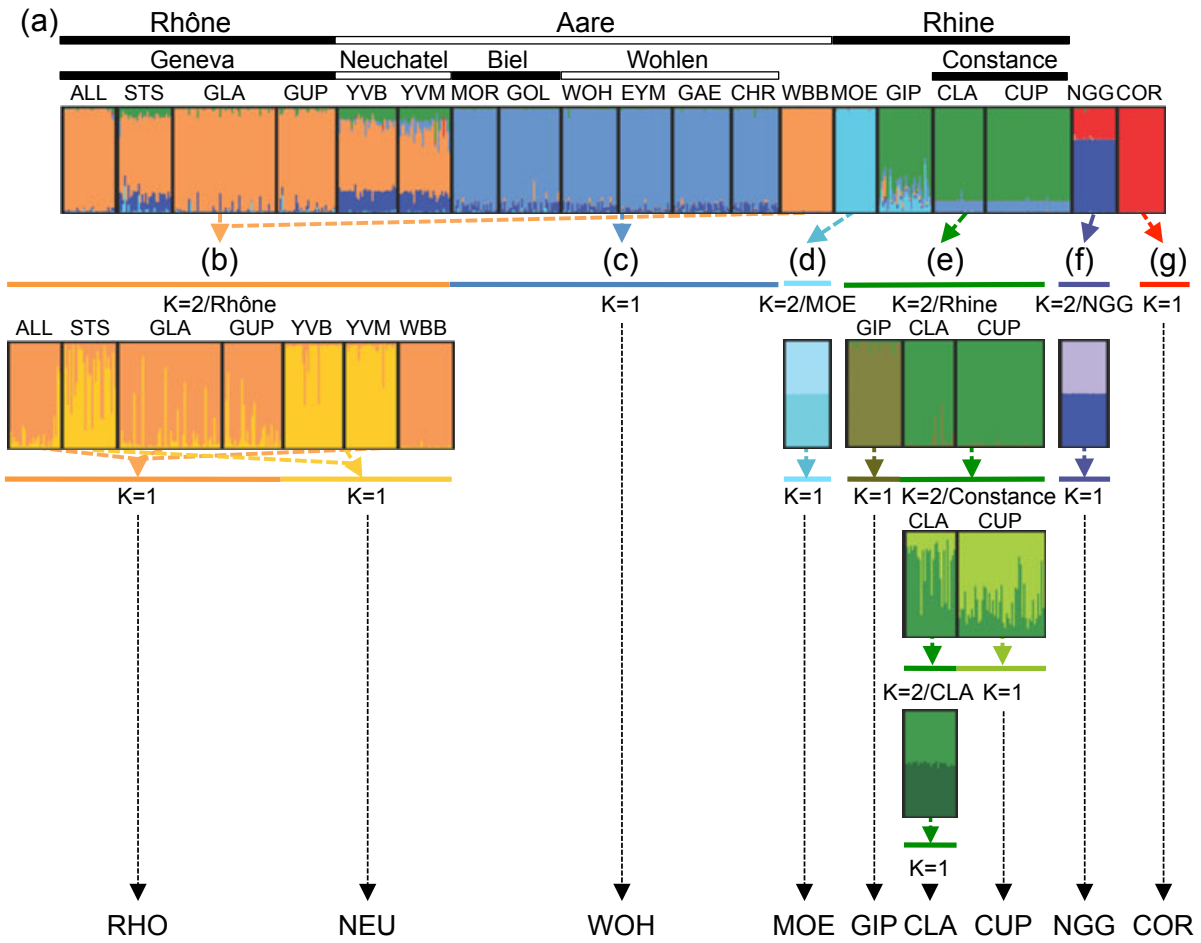 (a)
Rhône Aare Rhine
Geneva Neuchatel Biel Wohlen Constance
ALL STS GLA GUP YVB YVM MOR GOL WOH EYM GAE CHR WBB MOE GIP CLA CUP NGG COR
(b) (c) (d) (e) (f) (g)
K=2/Rhône K=1 K=2/MOE K=2/Rhine K=2/NGG K=1
ALL STS GLA GUP YVB YVM WBB GIP CLA CUP
K=1 K=1 K=1 K=1 K=2/Constance K=1
CLA CUP
K=2/CLA K=1
K=1
RHO NEU WOH MOE GIP CLA CUP NGG COR